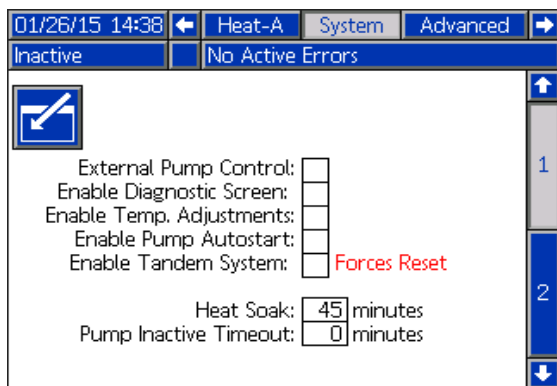 01/26/15 14:38 Heat-A System Advanced
Inactive No Active Errors
1
External Pump Control:
Enable Diagnostic Screen:
Enable Temp. Adjustments:
Enable Pump Autostart:
Enable Tandem System: Forces Reset
2
Heat Soak: 45 minutes
Pump Inactive Timeout: 0 minutes